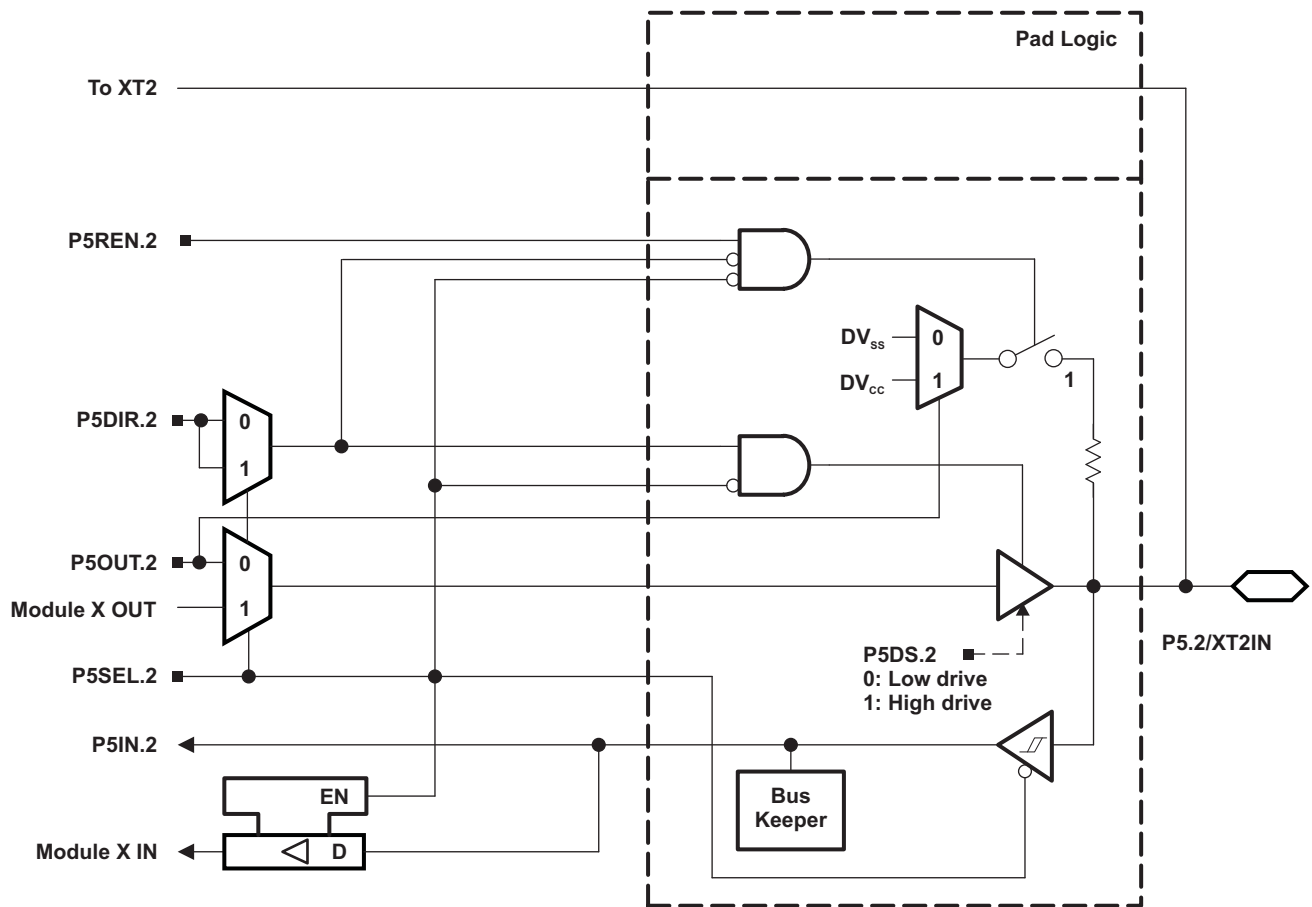 Pad Logic
To XT2
P5REN.2
DVSS
0
DVCC
1
1
P5DIR.2
0
1
P5OUT.2
0
Module X OUT
1
P5.2/XT2IN
P5DS.2
0: Low drive
1: High drive
P5SEL.2
P5IN.2
EN
Bus
Keeper
Module X IN
D